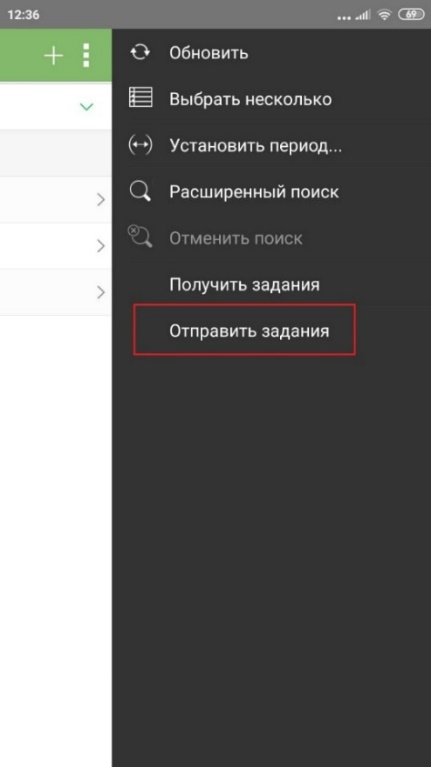 12:36
69
Обновить
Выбрать несколько
Установить период...
Расширенный поиск
Отменить поиск
Получить задания
Отправить задания